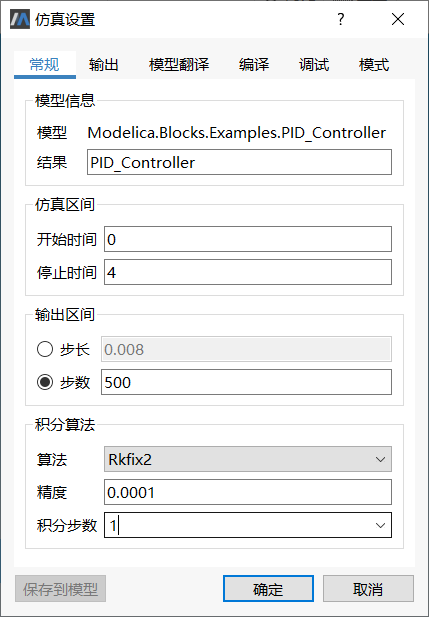 仿真设置
?
常规 输出 模型翻译 编译 调试 模式
模型信息
模型 Modelica.Blocks.Examples.PID_Controller
结果 PID_Controller
仿真区间
开始时间 0
停止时间 4
输出区间
步长 0.008
步数 500
积分算法
算法 Rkfix2
精度 0.0001
积分步数 1
保存到模型 确定 取消